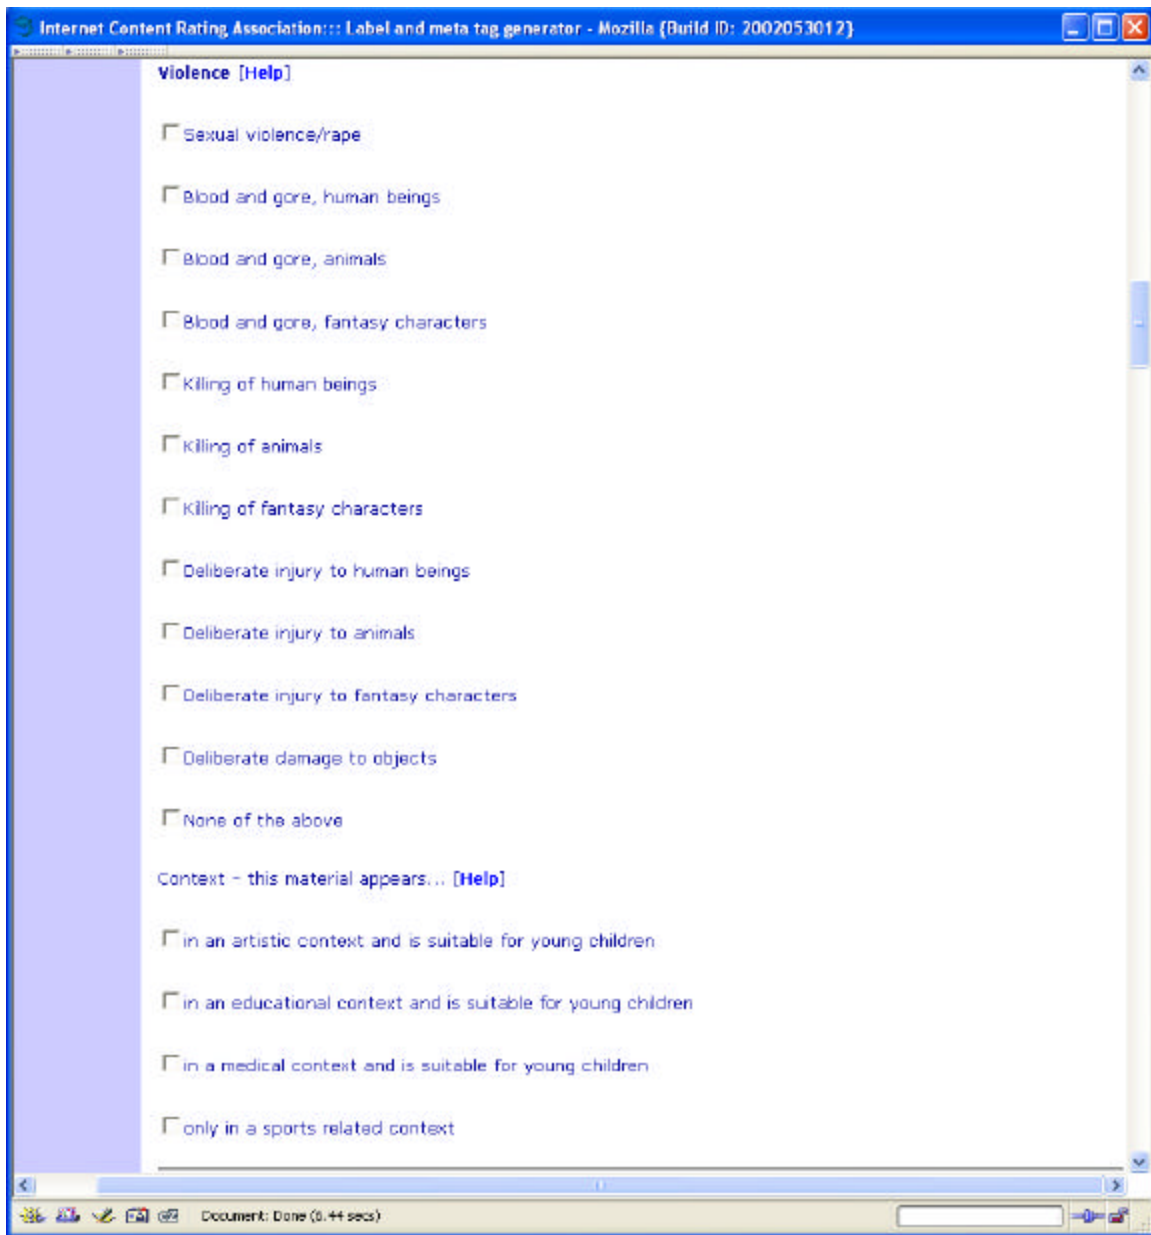 Internet Content Rating Association::: Label and meta tag generator - Mozilla {Build ID: 2002053012}
Violence [Help]
Sexual violence/rape
Blood and gore, human beings
Blood and gore, animals
Blood and gore, fantasy characters
Killing of human beings
Killing of animals
Killing of fantasy characters
Deliberate injury to human beings
Deliberate injury to animals
Deliberate injury to fantasy characters
Deliberate damage to objects
None of the above
Context - this material appears... [Help]
in an artistic context and is suitable for young children
in an educational context and is suitable for young children
in a medical context and is suitable for young children
only in a sports related context
Document: Done (6.44 secs)